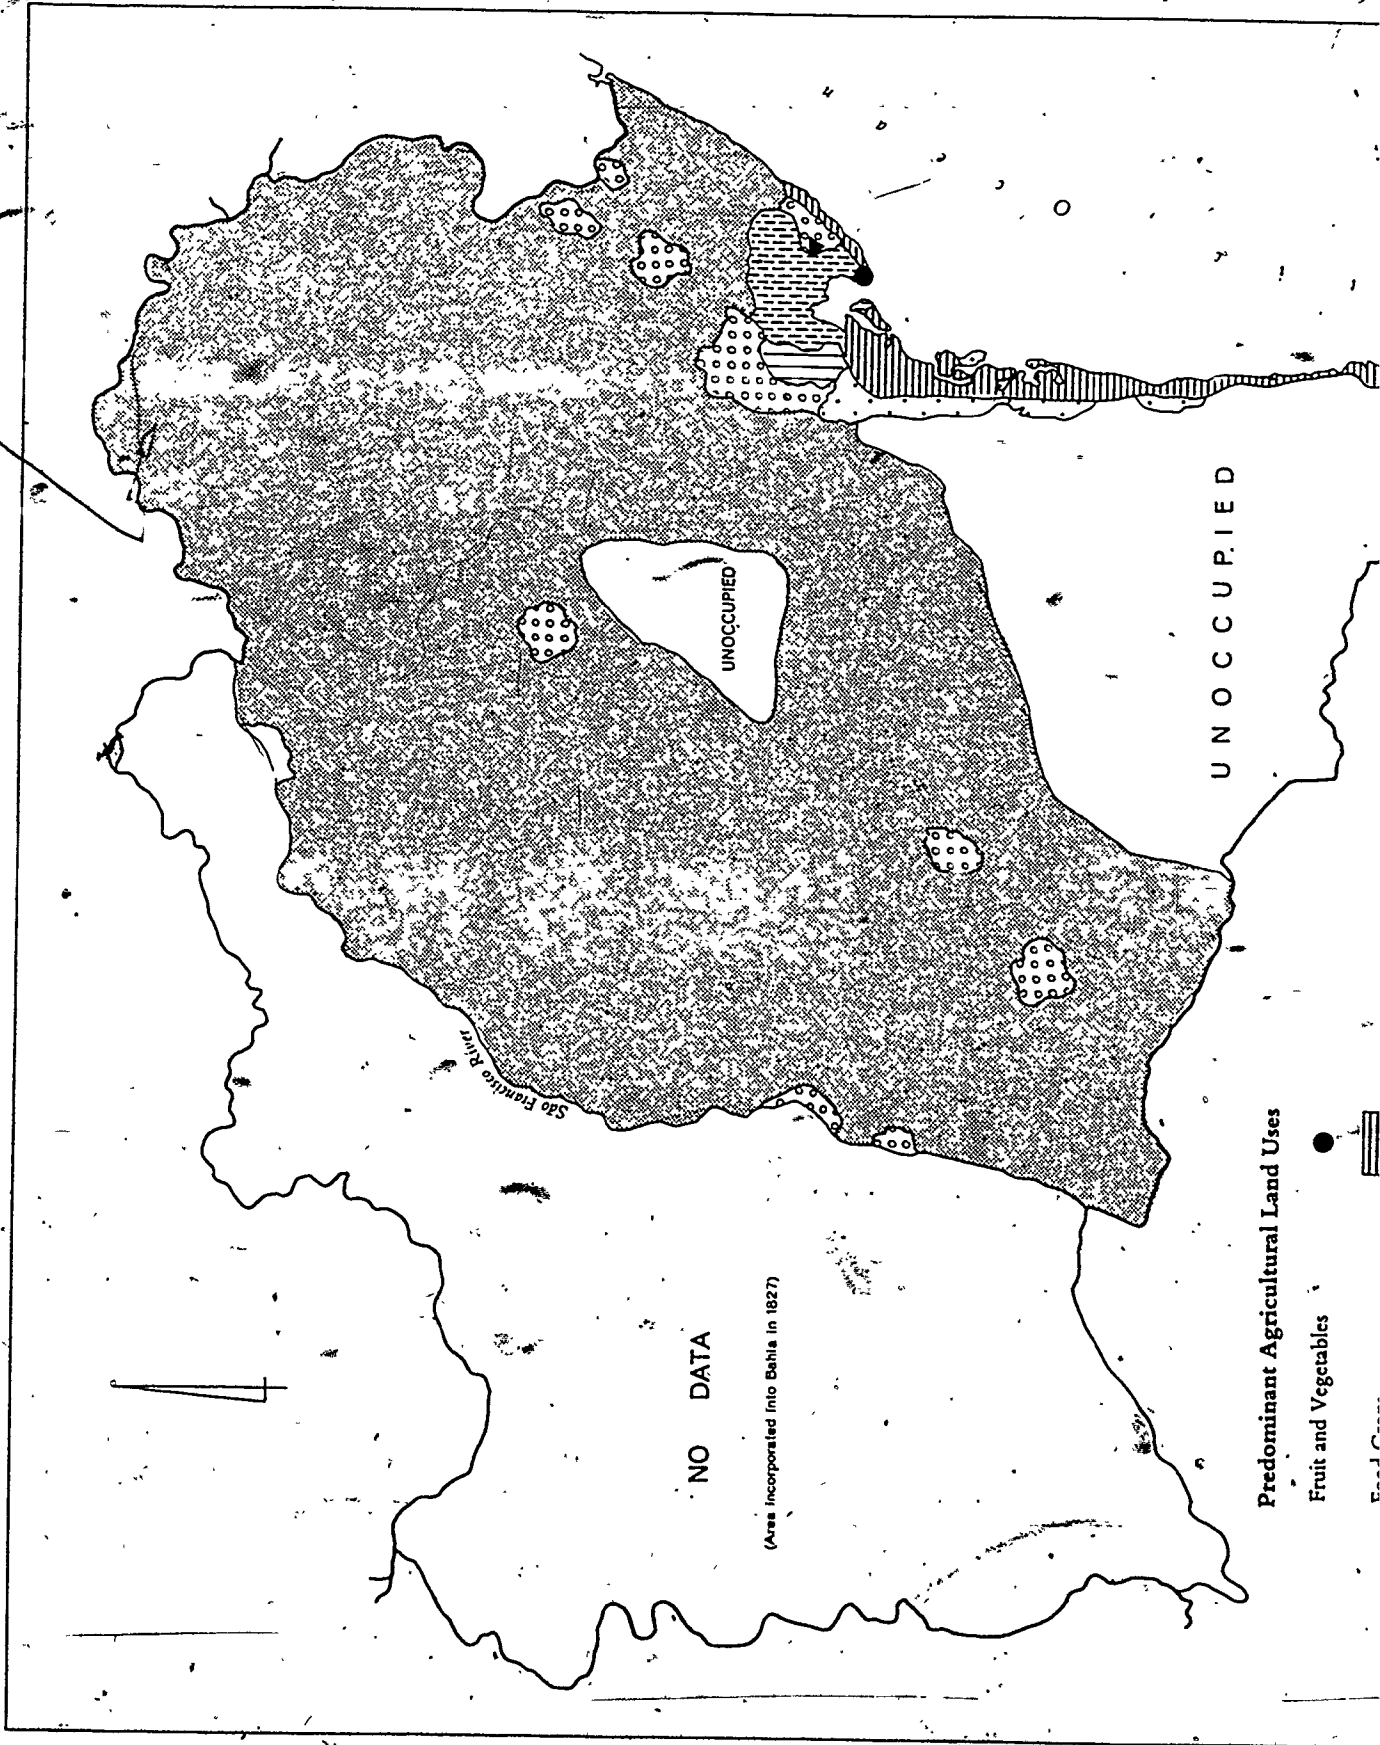 UNOCCUPIED
UNOCCUPIED
São Francisco River
NO DATA
(Area Incorporated into Bahia in 1827)
Predominant Agricultural Land Uses
Fruit and Vegetables